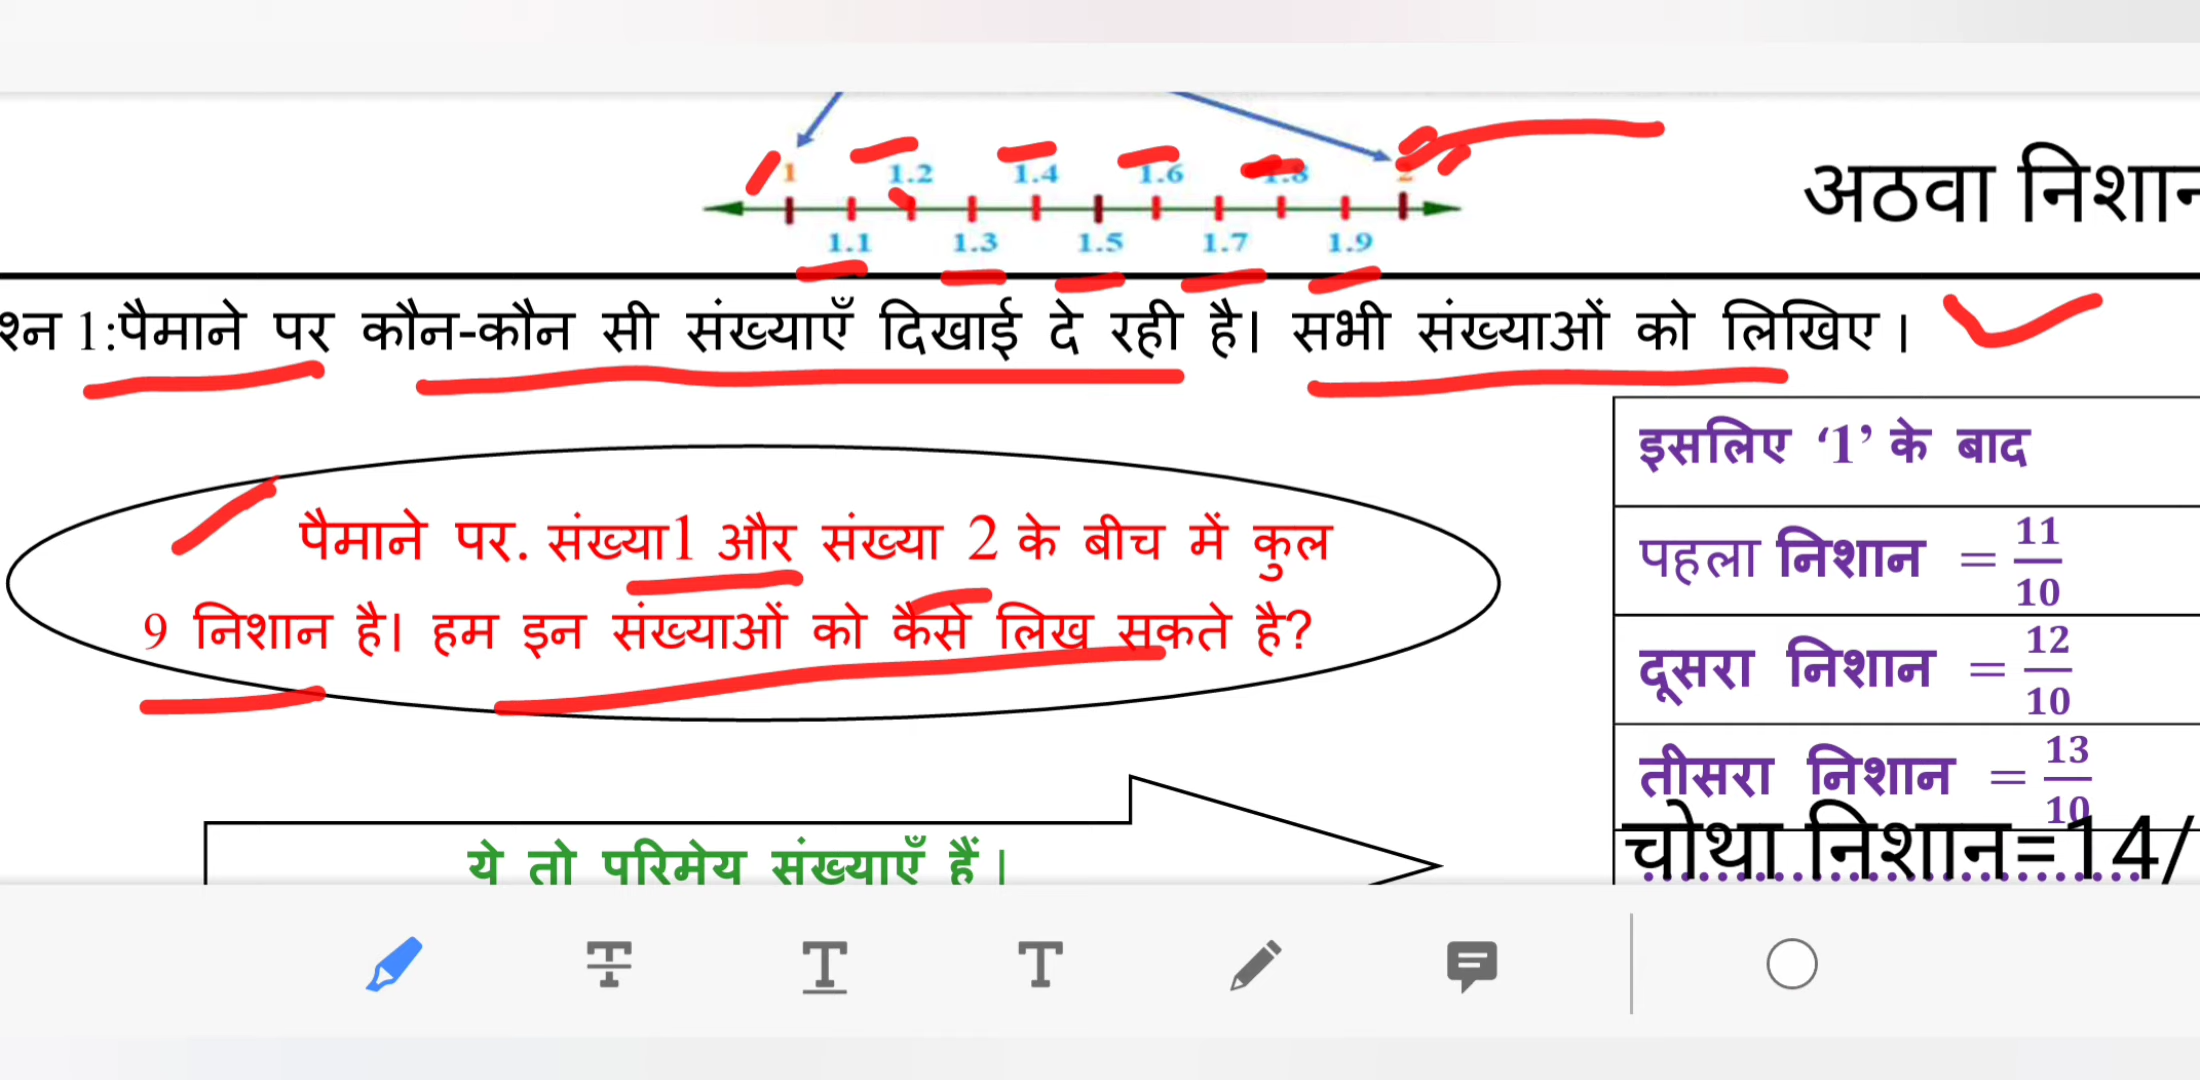 1 1.2 1.4 1.6 1.8 2
1.1 1.3 1.5 1.7 1.9
अठवा निशान
श्न 1:पैमाने पर कौन-कौन सी संख्याएँ दिखाई दे रही है। सभी संख्याओं को लिखिए।
पैमाने पर. संख्या1 और संख्या 2 के बीच में कुल
9 निशान है। हम इन संख्याओं को कैसे लिख सकते है?
ये तो परिमेय संख्याएँ हैं।
इसलिए ‘1’ के बाद
पहला निशान = 11/10
दूसरा निशान = 12/10
तीसरा निशान = 13/10
चोथा निशान=14/